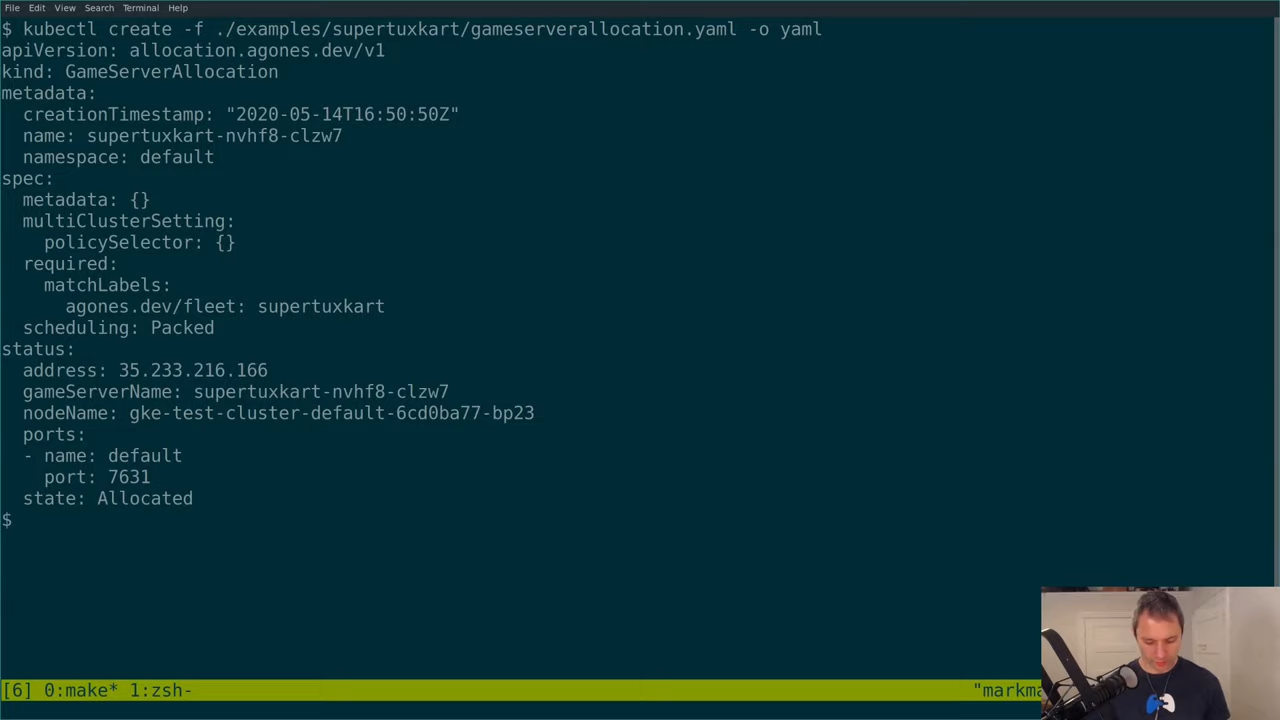 File Edit View Search Terminal Help
$ kubectl create -f ./examples/supertuxkart/gameserverallocation.yaml -o yaml
apiVersion: allocation.agones.dev/v1
kind: GameServerAllocation
metadata:
  creationTimestamp: "2020-05-14T16:50:50Z"
  name: supertuxkart-nvhf8-clzw7
  namespace: default
spec:
  metadata: {}
  multiClusterSetting:
    policySelector: {}
  required:
    matchLabels:
      agones.dev/fleet: supertuxkart
  scheduling: Packed
status:
  address: 35.233.216.166
  gameServerName: supertuxkart-nvhf8-clzw7
  nodeName: gke-test-cluster-default-6cd0ba77-bp23
  ports:
  - name: default
    port: 7631
  state: Allocated
$
[6] 0:make* 1:zsh- "markma